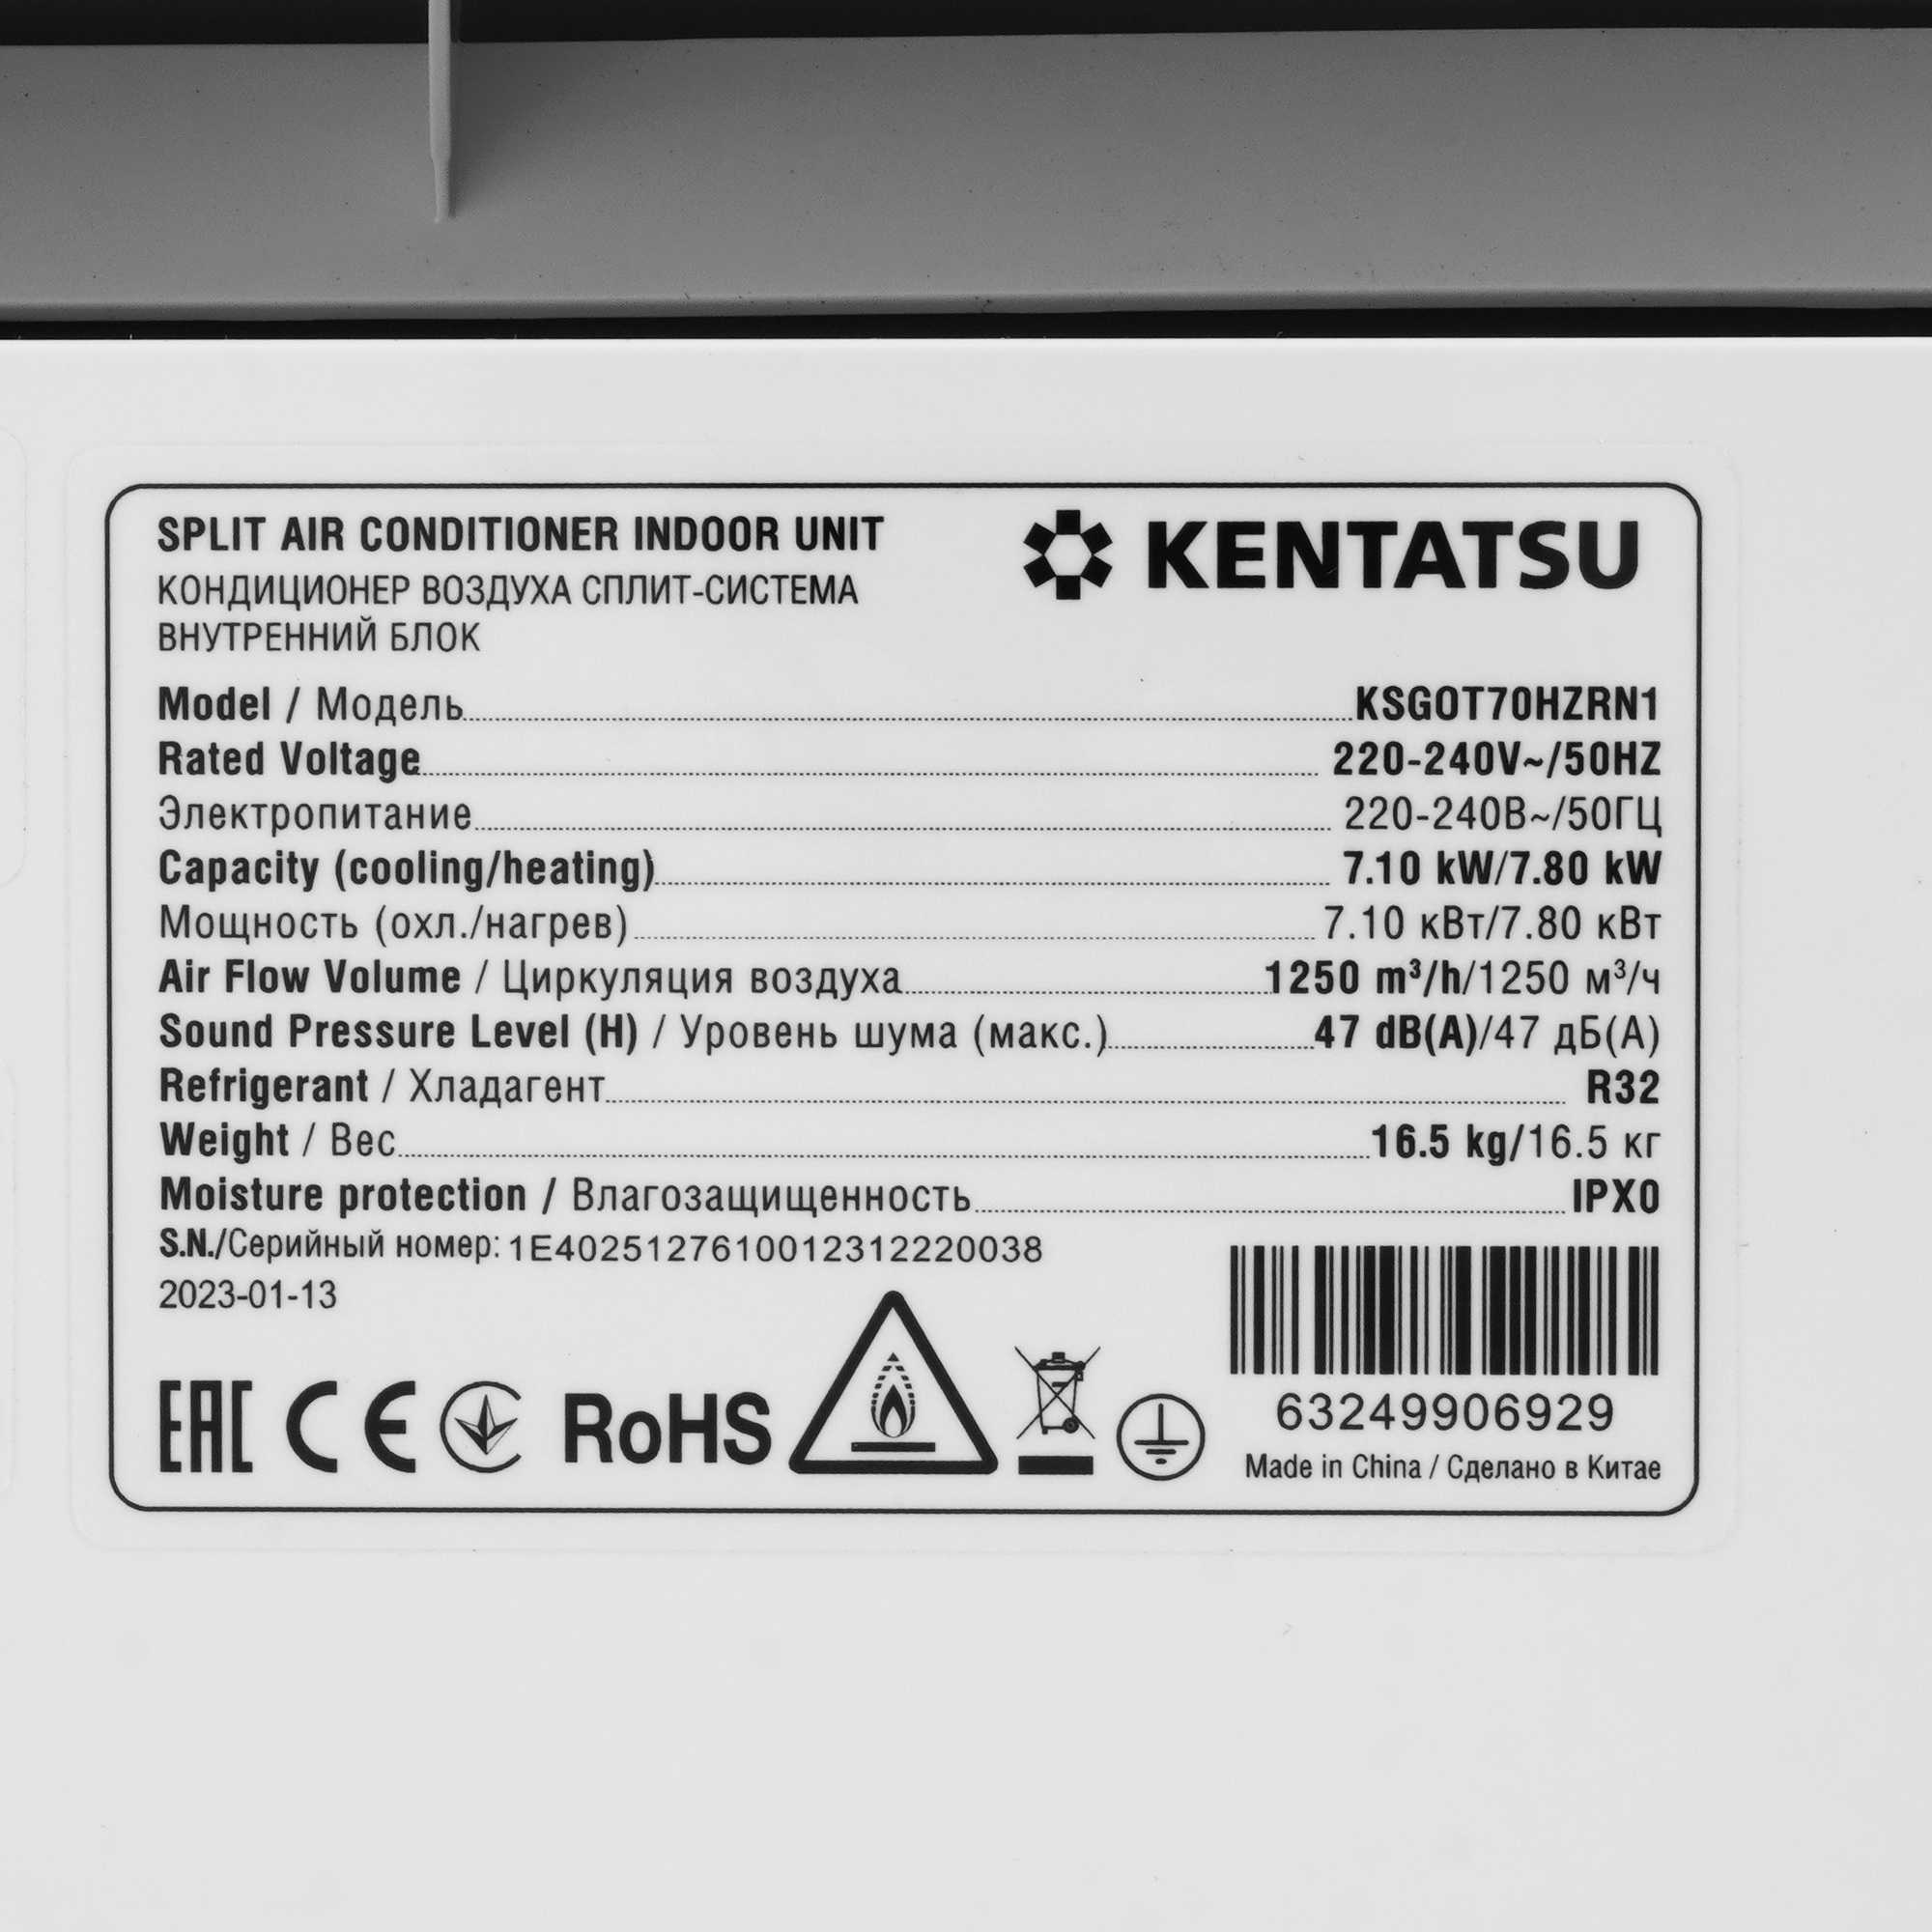 SPLIT AIR CONDITIONER INDOOR UNIT
КОНДИЦИОНЕР ВОЗДУХА СПЛИТ-СИСТЕМА
ВНУТРЕННИЙ БЛОК
KENTATSU
Model / Модель KSGOT70HZRN1
Rated Voltage 220-240V~/50HZ
Электропитание 220-240В~/50ГЦ
Capacity (cooling/heating) 7.10 kW/7.80 kW
Мощность (охл./нагрев) 7.10 кВт/7.80 кВт
Air Flow Volume / Циркуляция воздуха 1250 m³/h/1250 м³/ч
Sound Pressure Level (H) / Уровень шума (макс.) 47 dB(A)/47 дБ(А)
Refrigerant / Хладагент R32
Weight / Вес 16.5 kg/16.5 кг
Moisture protection / Влагозащищенность IPX0
S.N./Серийный номер: 1E4025127610012312220038
2023-01-13
EAC CE RoHS
63249906929
Made in China / Сделано в Китае